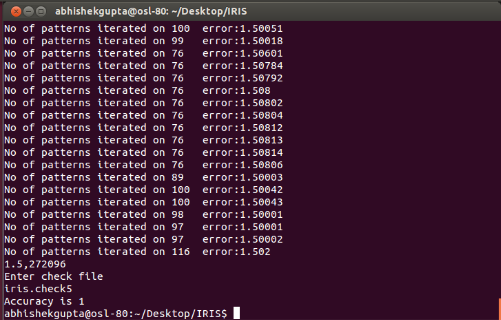 abhishekgupta@osl-80: ~/Desktop/IRIS
No of patterns iterated on 100 error:1.50051
No of patterns iterated on 99 error:1.50018
No of patterns iterated on 76 error:1.50601
No of patterns iterated on 76 error:1.50784
No of patterns iterated on 76 error:1.50792
No of patterns iterated on 76 error:1.508
No of patterns iterated on 76 error:1.50802
No of patterns iterated on 76 error:1.50804
No of patterns iterated on 76 error:1.50812
No of patterns iterated on 76 error:1.50813
No of patterns iterated on 76 error:1.50814
No of patterns iterated on 76 error:1.50806
No of patterns iterated on 89 error:1.50003
No of patterns iterated on 100 error:1.50042
No of patterns iterated on 100 error:1.50043
No of patterns iterated on 98 error:1.50001
No of patterns iterated on 97 error:1.50001
No of patterns iterated on 97 error:1.50002
No of patterns iterated on 116 error:1.502
1.5,272096
Enter check file
iris.check5
Accuracy is 1
abhishekgupta@osl-80:~/Desktop/IRIS$